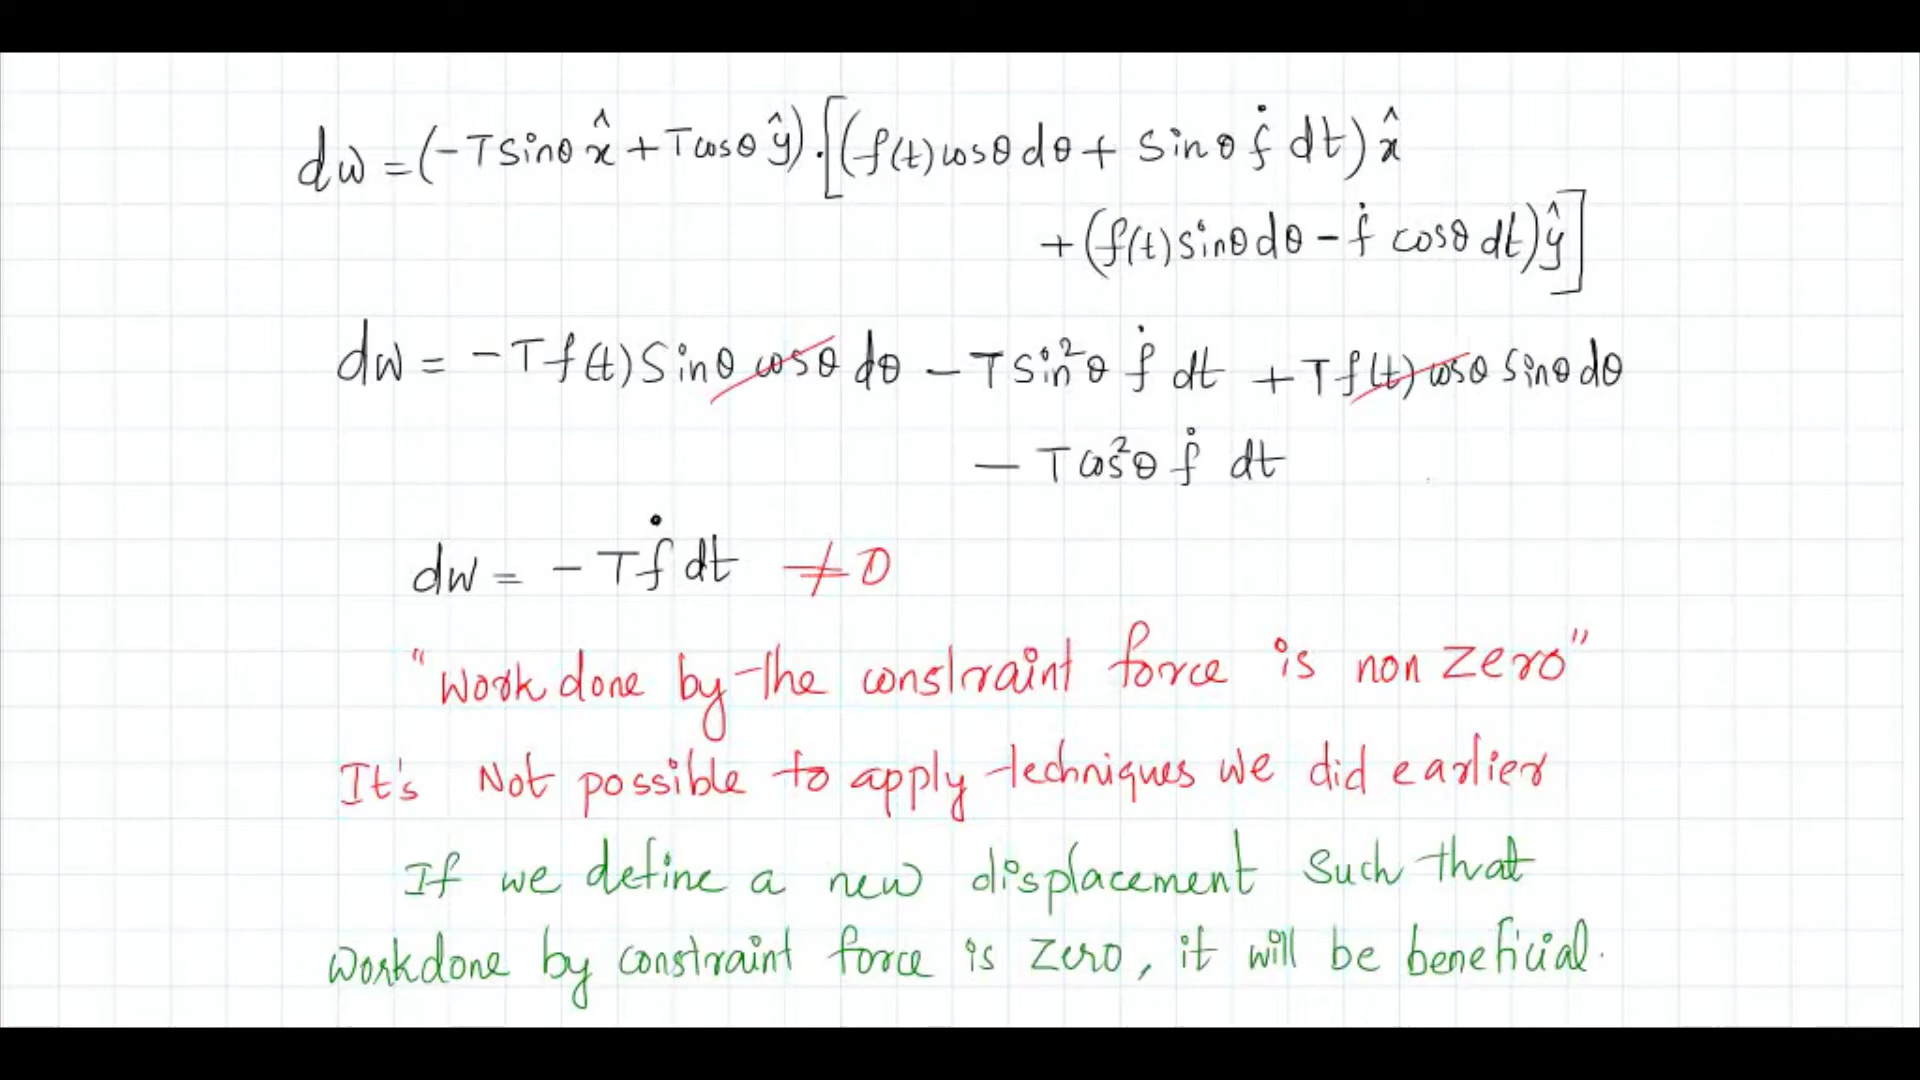 dw = (-T sinθ x̂ + T cosθ ŷ) . [(f(t) cosθ dθ + Sinθ ḟ dt) x̂
+ (f(t) sinθ dθ - ḟ cosθ dt) ŷ]
dw = - T f(t) Sinθ cosθ dθ - T Sin²θ ḟ dt + T f(t) cosθ Sinθ dθ
- T cos²θ ḟ dt
dw = - T ḟ dt ≠ 0
"Work done by the constraint force is non zero"
It's Not possible to apply techniques we did earlier
If we define a new displacement Such that
workdone by constraint force is zero, it will be beneficial.